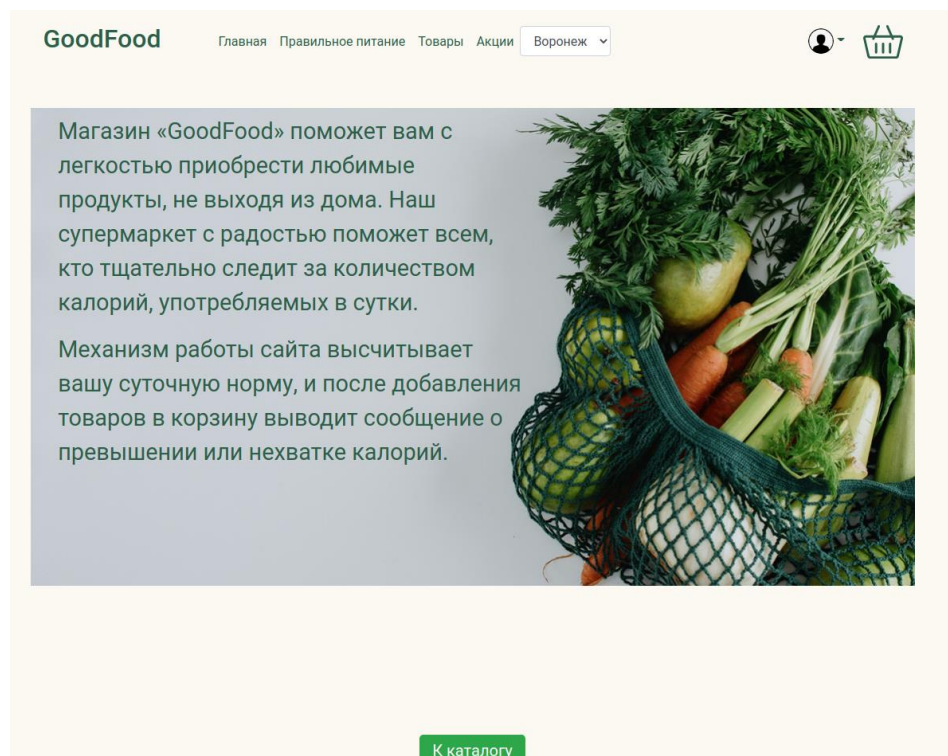 GoodFood
Главная Правильное питание Товары Акции Воронеж
Магазин «GoodFood» поможет вам с
легкостью приобрести любимые
продукты, не выходя из дома. Наш
супермаркет с радостью поможет всем,
кто тщательно следит за количеством
калорий, употребляемых в сутки.
Механизм работы сайта высчитывает
вашу суточную норму, и после добавления
товаров в корзину выводит сообщение о
превышении или нехватке калорий.
К каталогу